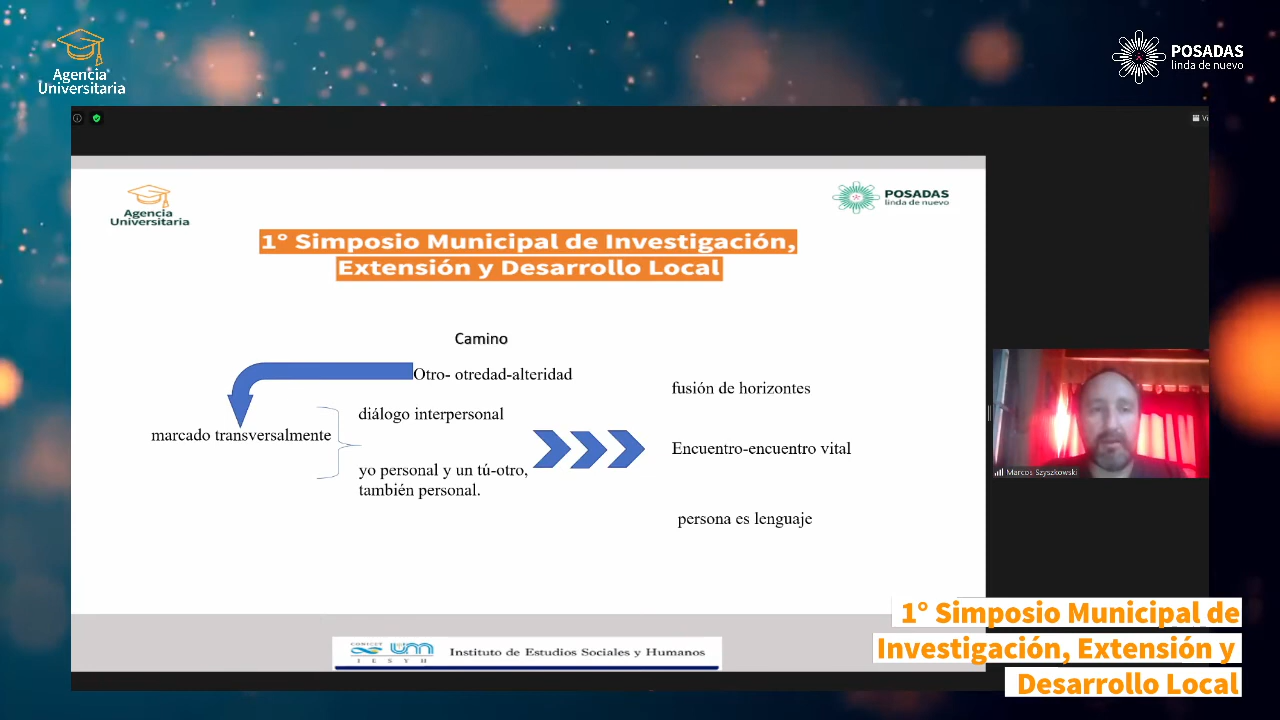 Agencia
Universitaria
POSADAS
linda de nuevo
Vi
Agencia
Universitaria
POSADAS
linda de nuevo
1° Simposio Municipal de Investigación,
Extensión y Desarrollo Local
Camino
Otro- otredad-alteridad
fusión de horizontes
diálogo interpersonal
marcado transversalmente
Encuentro-encuentro vital
yo personal y un tú-otro,
también personal.
persona es lenguaje
Marcos Szyszkowski
CONICET
unm
I E S Y H
Instituto de Estudios Sociales y Humanos
1° Simposio Municipal de
Investigación, Extensión y
Desarrollo Local